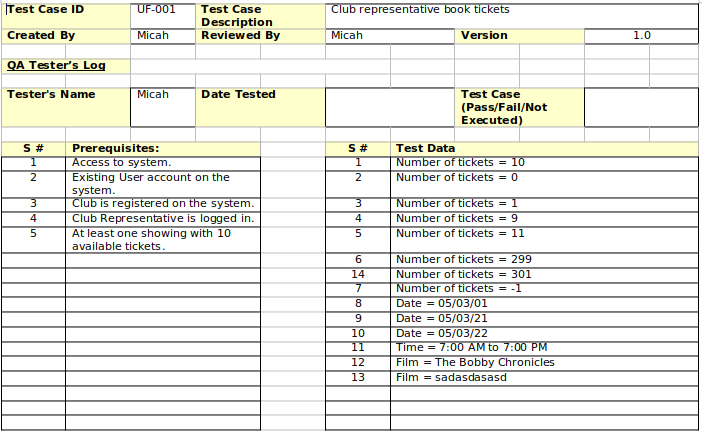 Test Case ID UF-001 Test Case Description Club representative book tickets
Created By Micah Reviewed By Micah Version 1.0
QA Tester’s Log
Tester's Name Micah Date Tested Test Case (Pass/Fail/Not Executed)
S # Prerequisites: S # Test Data
1 Access to system. 1 Number of tickets = 10
2 Existing User account on the system. 2 Number of tickets = 0
3 Club is registered on the system. 3 Number of tickets = 1
4 Club Representative is logged in. 4 Number of tickets = 9
5 At least one showing with 10 available tickets. 5 Number of tickets = 11
6 Number of tickets = 299
14 Number of tickets = 301
7 Number of tickets = -1
8 Date = 05/03/01
9 Date = 05/03/21
10 Date = 05/03/22
11 Time = 7:00 AM to 7:00 PM
12 Film = The Bobby Chronicles
13 Film = sadasdasasd